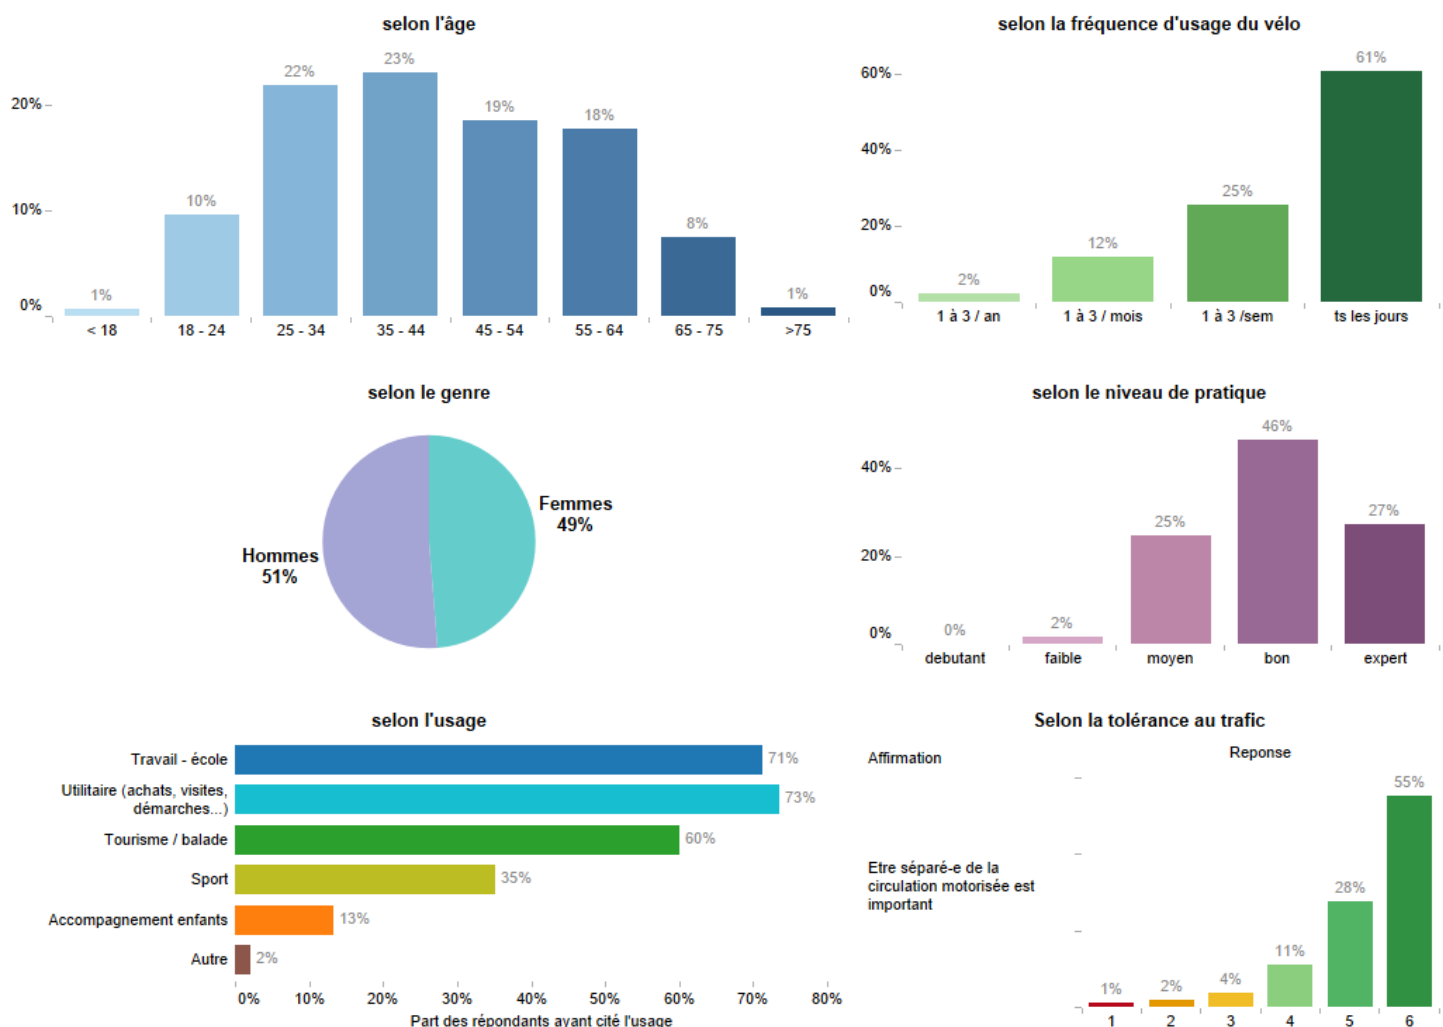 selon l'âge
20%
10%
0%
1%
10%
22%
23%
19%
18%
8%
1%
< 18
18 - 24
25 - 34
35 - 44
45 - 54
55 - 64
65 - 75
>75
selon la fréquence d'usage du vélo
60%
40%
20%
0%
2%
12%
25%
61%
1 à 3 / an
1 à 3 / mois
1 à 3 /sem
ts les jours
selon le genre
Femmes
49%
Hommes
51%
selon le niveau de pratique
40%
20%
0%
0%
2%
25%
46%
27%
debutant
faible
moyen
bon
expert
selon l'usage
Travail - école
71%
Utilitaire (achats, visites,
démarches...)
73%
Tourisme / balade
60%
Sport
35%
Accompagnement enfants
13%
Autre
2%
0%
10%
20%
30%
40%
50%
60%
70%
80%
Part des répondants ayant cité l'usage
Selon la tolérance au trafic
Affirmation
Reponse
Etre séparé-e de la
circulation motorisée est
important
1%
2%
4%
11%
28%
55%
1
2
3
4
5
6